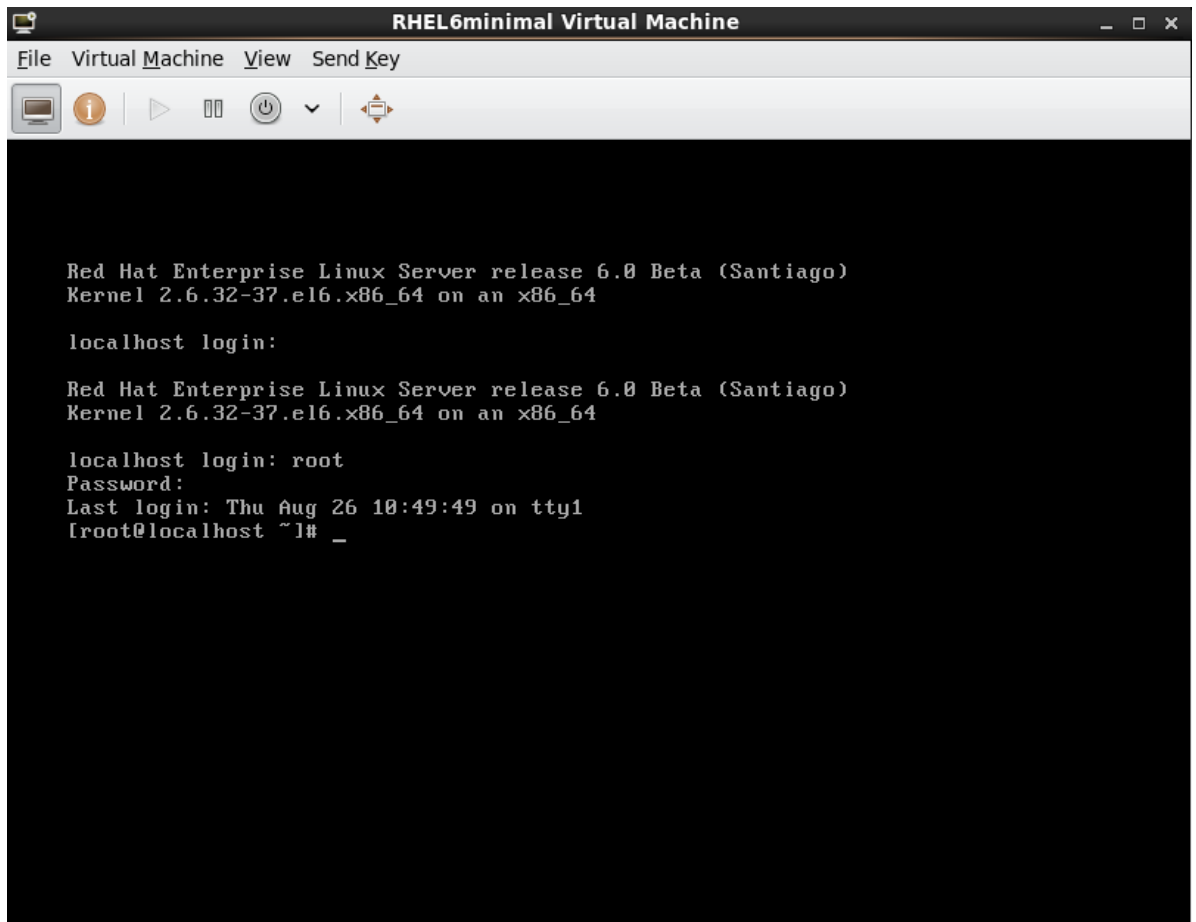 RHEL6minimal Virtual Machine
File Virtual Machine View Send Key
Red Hat Enterprise Linux Server release 6.0 Beta (Santiago)
Kernel 2.6.32-37.el6.x86_64 on an x86_64
localhost login:
Red Hat Enterprise Linux Server release 6.0 Beta (Santiago)
Kernel 2.6.32-37.el6.x86_64 on an x86_64
localhost login: root
Password:
Last login: Thu Aug 26 10:49:49 on tty1
[root@localhost ~]# _